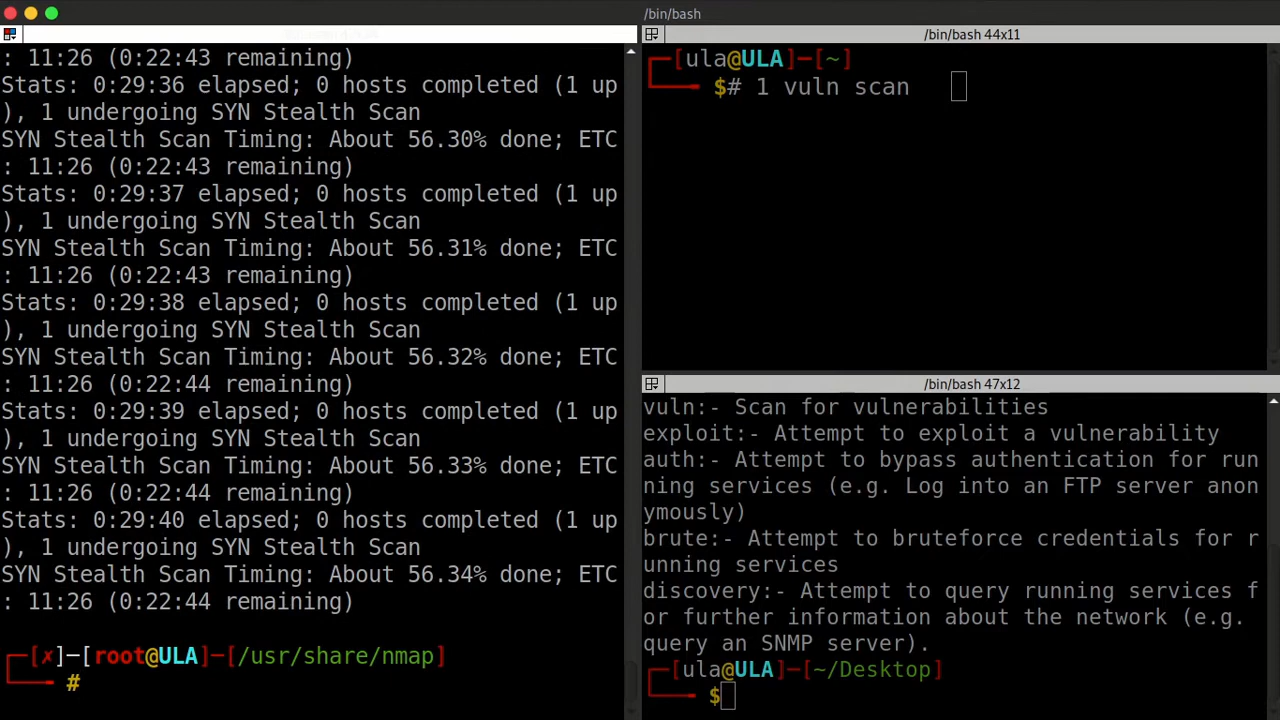 : 11:26 (0:22:43 remaining)
Stats: 0:29:36 elapsed; 0 hosts completed (1 up
), 1 undergoing SYN Stealth Scan
SYN Stealth Scan Timing: About 56.30% done; ETC
: 11:26 (0:22:43 remaining)
Stats: 0:29:37 elapsed; 0 hosts completed (1 up
), 1 undergoing SYN Stealth Scan
SYN Stealth Scan Timing: About 56.31% done; ETC
: 11:26 (0:22:43 remaining)
Stats: 0:29:38 elapsed; 0 hosts completed (1 up
), 1 undergoing SYN Stealth Scan
SYN Stealth Scan Timing: About 56.32% done; ETC
: 11:26 (0:22:44 remaining)
Stats: 0:29:39 elapsed; 0 hosts completed (1 up
), 1 undergoing SYN Stealth Scan
SYN Stealth Scan Timing: About 56.33% done; ETC
: 11:26 (0:22:44 remaining)
Stats: 0:29:40 elapsed; 0 hosts completed (1 up
), 1 undergoing SYN Stealth Scan
SYN Stealth Scan Timing: About 56.34% done; ETC
: 11:26 (0:22:44 remaining)
┌─[✗]─[root@ULA]─[/usr/share/nmap]
└──╼ #
/bin/bash
/bin/bash 44x11
┌─[ula@ULA]─[~]
└──╼ $# 1 vuln scan
/bin/bash 47x12
vuln:- Scan for vulnerabilities
exploit:- Attempt to exploit a vulnerability
auth:- Attempt to bypass authentication for run
ning services (e.g. Log into an FTP server anon
ymously)
brute:- Attempt to bruteforce credentials for r
unning services
discovery:- Attempt to query running services f
or further information about the network (e.g.
query an SNMP server).
┌─[ula@ULA]─[~/Desktop]
└──╼ $